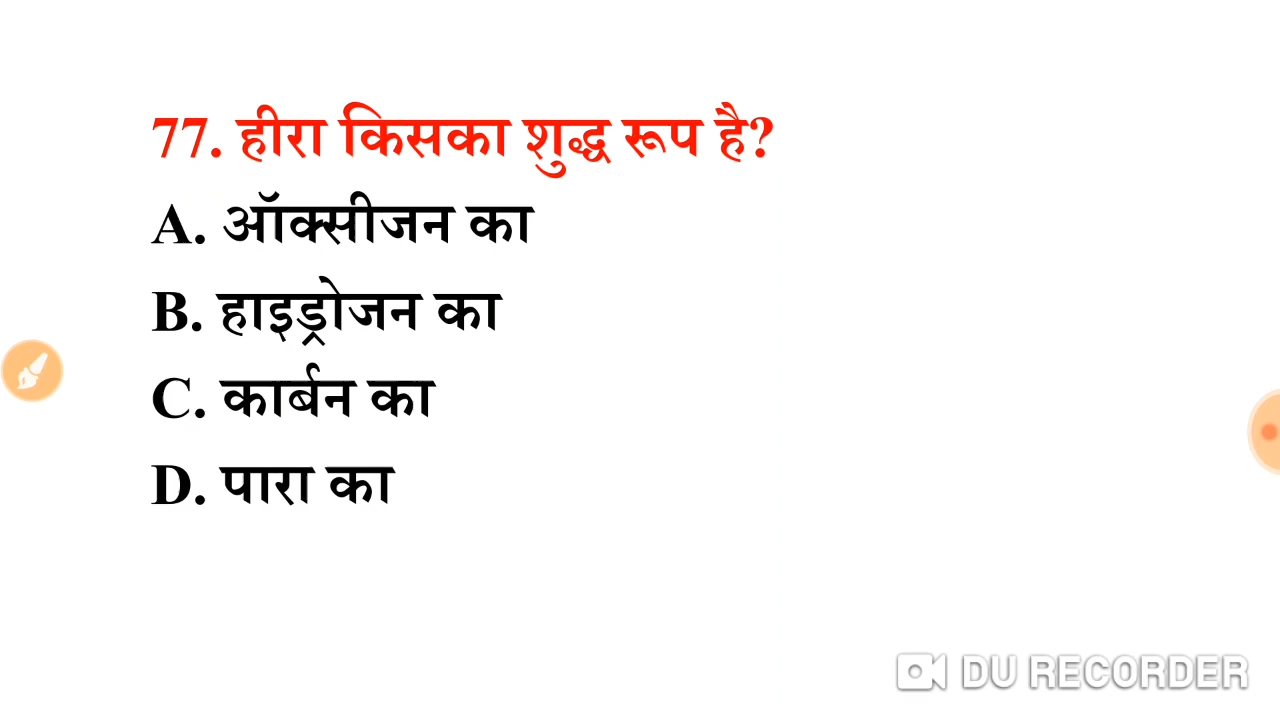 77. हीरा किसका शुद्ध रूप है?
A. ऑक्सीजन का
B. हाइड्रोजन का
C. कार्बन का
D. पारा का
DU RECORDER